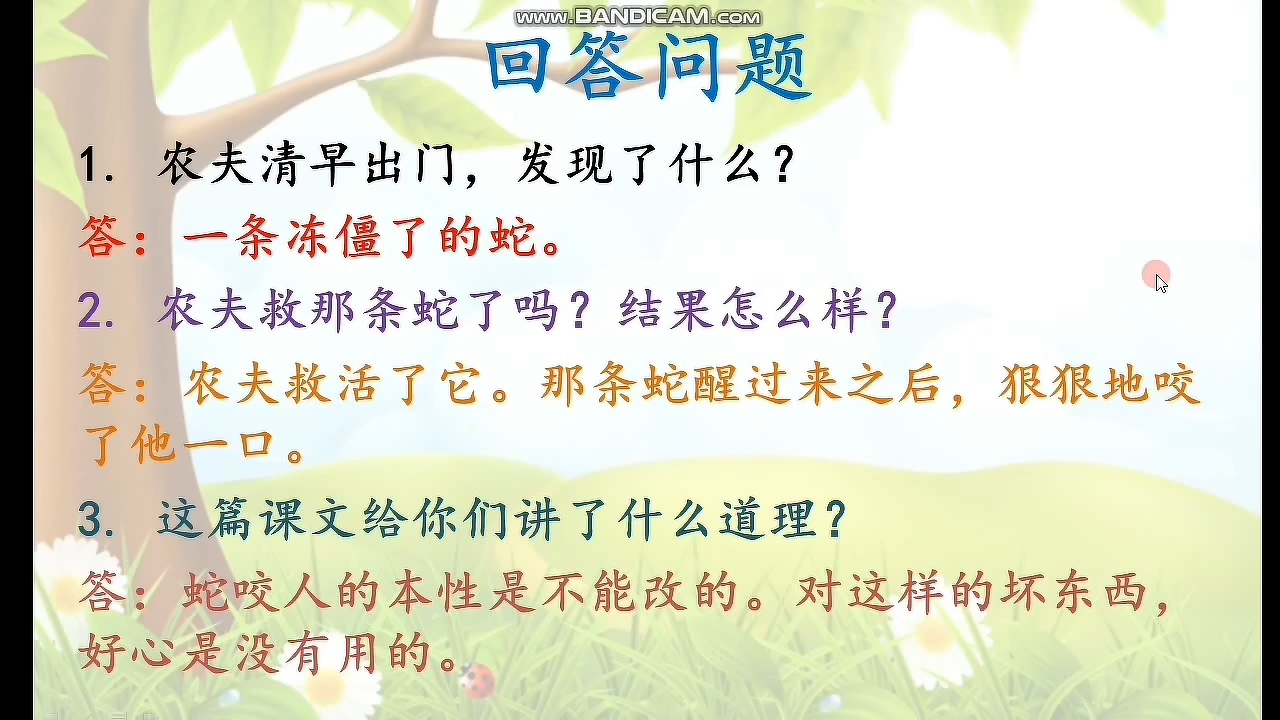 www.BANDICAM.com
回答问题
1. 农夫清早出门，发现了什么？
答：一条冻僵了的蛇。
2. 农夫救那条蛇了吗？结果怎么样？
答：农夫救活了它。那条蛇醒过来之后，狠狠地咬
了他一口。
3. 这篇课文给你们讲了什么道理？
答：蛇咬人的本性是不能改的。对这样的坏东西，
好心是没有用的。